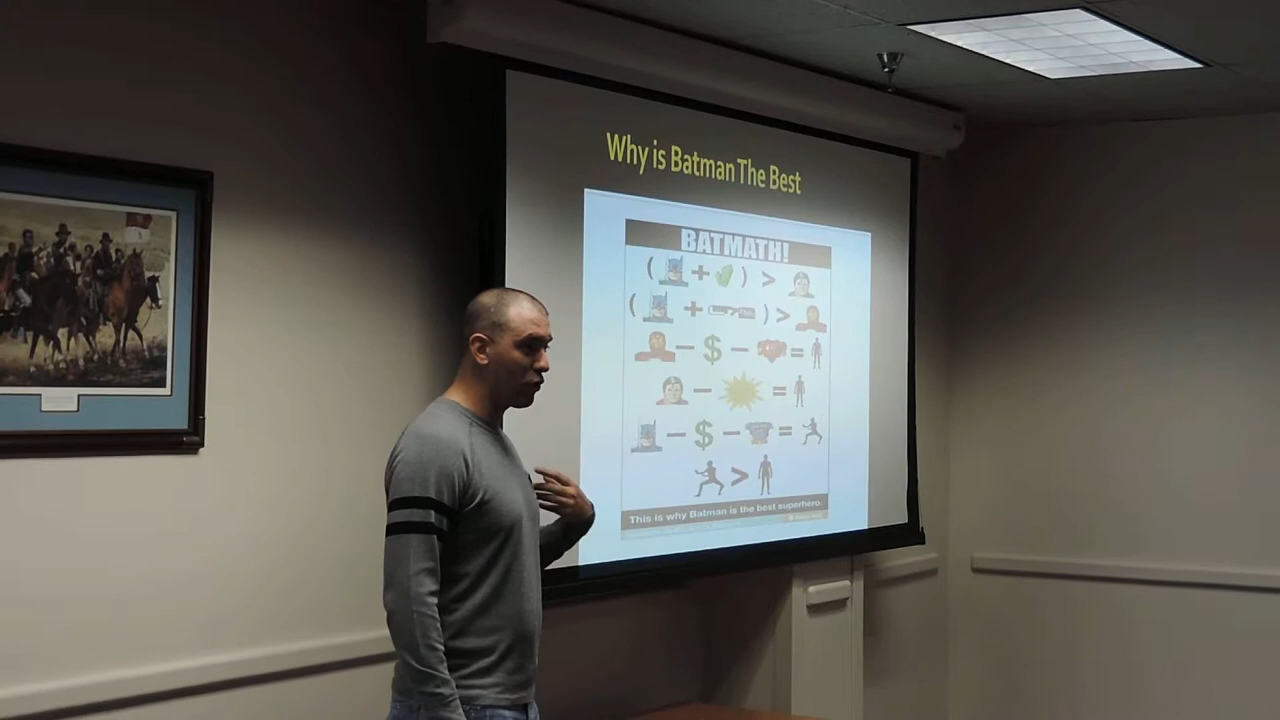 Why is Batman The Best
BATMATH!
( + ) >
( + ) >
- $ - =
- =
- $ - =
>
This is why Batman is the best superhero.